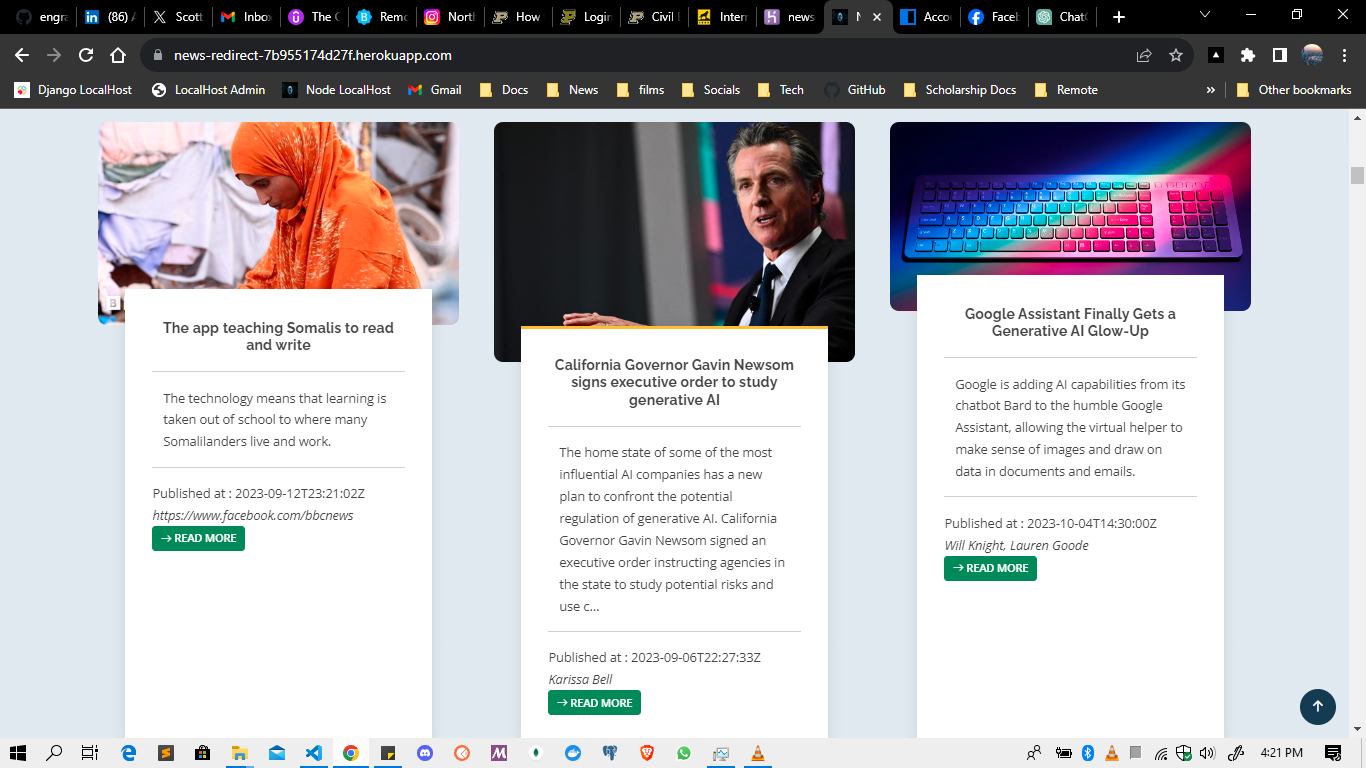 engra
(86) A
Scott
Inbox
The C
Remo
North
How
Login
Civil
Intern
news
N
Accou
Faceb
ChatG
news-redirect-7b955174d27f.herokuapp.com
Django LocalHost
LocalHost Admin
Node LocalHost
Gmail
Docs
News
films
Socials
Tech
GitHub
Scholarship Docs
Remote
»
Other bookmarks
B
The app teaching Somalis to read
and write
The technology means that learning is
taken out of school to where many
Somalilanders live and work.
Published at : 2023-09-12T23:21:02Z
https://www.facebook.com/bbcnews
→ READ MORE
California Governor Gavin Newsom
signs executive order to study
generative AI
The home state of some of the most
influential AI companies has a new
plan to confront the potential
regulation of generative AI. California
Governor Gavin Newsom signed an
executive order instructing agencies in
the state to study potential risks and
use c…
Published at : 2023-09-06T22:27:33Z
Karissa Bell
→ READ MORE
Google Assistant Finally Gets a
Generative AI Glow-Up
Google is adding AI capabilities from its
chatbot Bard to the humble Google
Assistant, allowing the virtual helper to
make sense of images and draw on
data in documents and emails.
Published at : 2023-10-04T14:30:00Z
Will Knight, Lauren Goode
→ READ MORE
4:21 PM